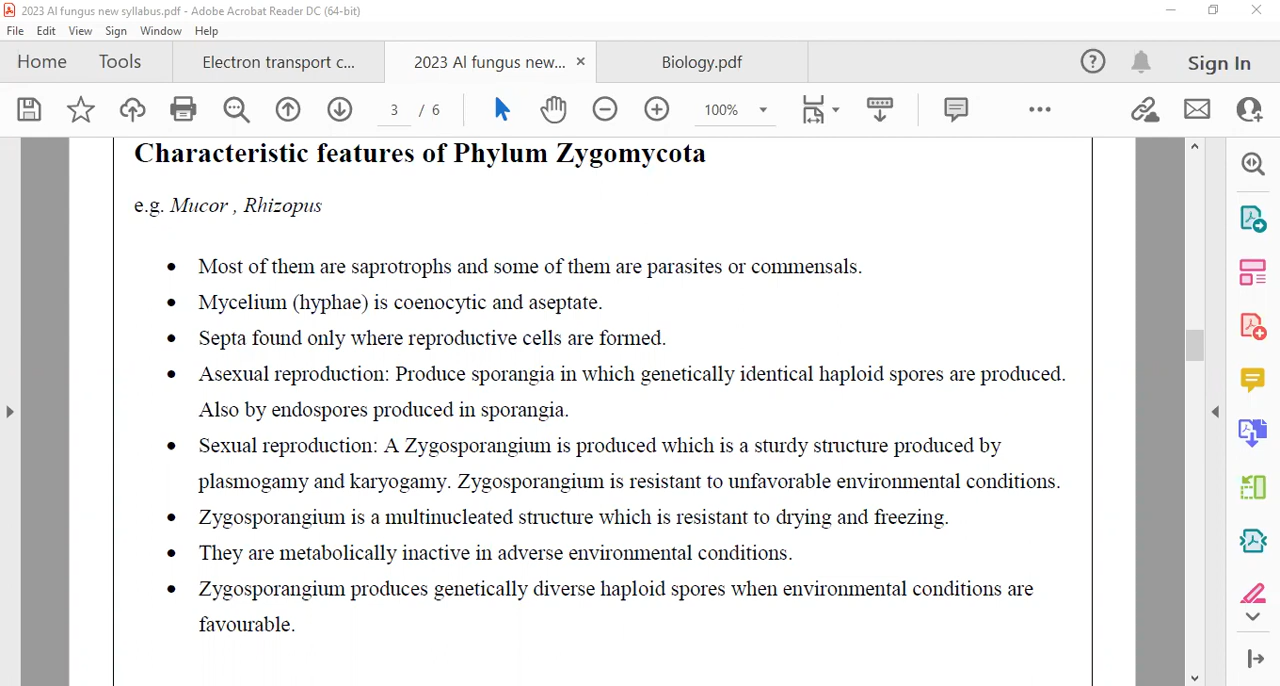 2023 Al fungus new syllabus.pdf - Adobe Acrobat Reader DC (64-bit)
File Edit View Sign Window Help
Home Tools Electron transport c... 2023 Al fungus new... × Biology.pdf Sign In
3 / 6 100%
Characteristic features of Phylum Zygomycota
e.g. Mucor , Rhizopus
• Most of them are saprotrophs and some of them are parasites or commensals.
• Mycelium (hyphae) is coenocytic and aseptate.
• Septa found only where reproductive cells are formed.
• Asexual reproduction: Produce sporangia in which genetically identical haploid spores are produced.
Also by endospores produced in sporangia.
• Sexual reproduction: A Zygosporangium is produced which is a sturdy structure produced by
plasmogamy and karyogamy. Zygosporangium is resistant to unfavorable environmental conditions.
• Zygosporangium is a multinucleated structure which is resistant to drying and freezing.
• They are metabolically inactive in adverse environmental conditions.
• Zygosporangium produces genetically diverse haploid spores when environmental conditions are
favourable.